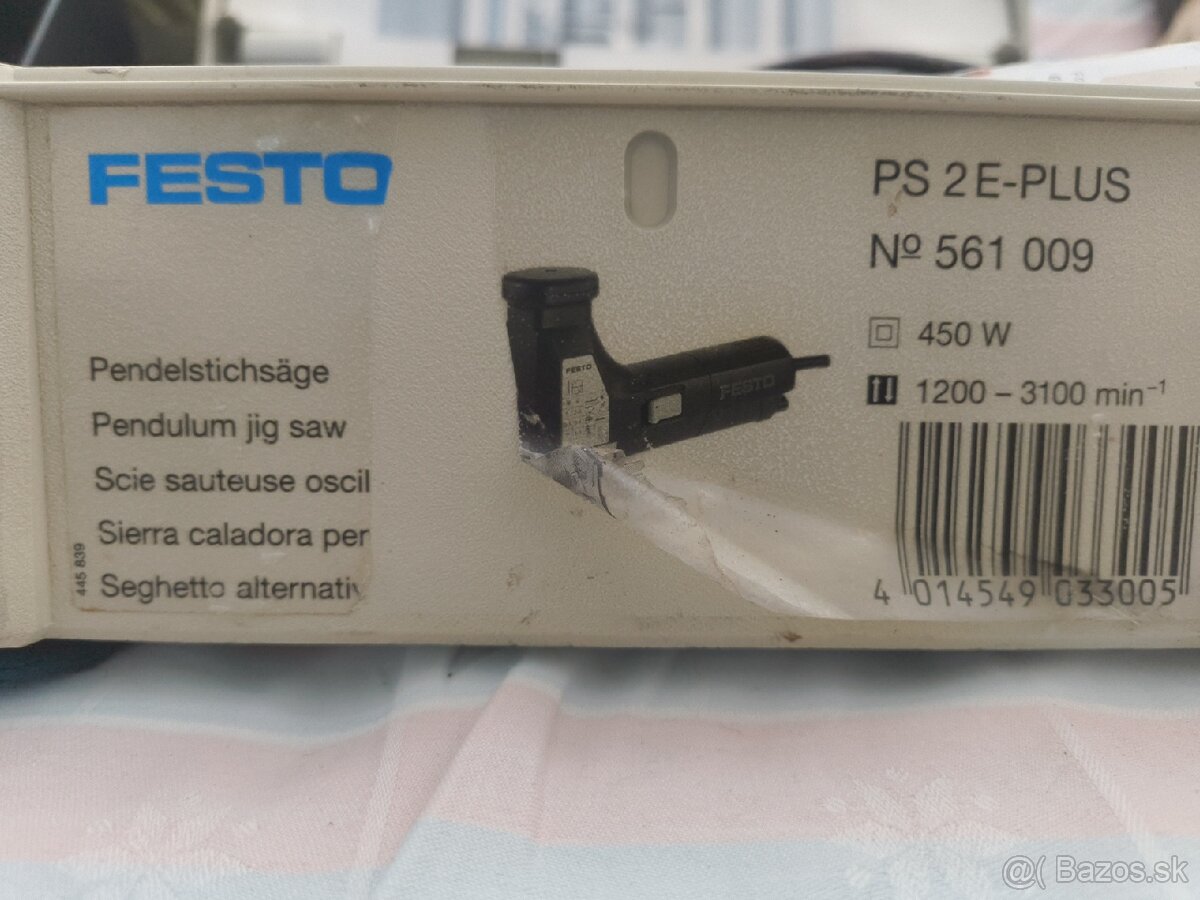 FESTO
Pendelstichsäge
Pendulum jig saw
Scie sauteuse oscil
Sierra caladora per
Seghetto alternativ
445 839
FESTO
FESTO
PS 2 E-PLUS
Nº 561 009
450 W
1200 – 3100 min⁻¹
4 014549 033005
@( Bazos.sk